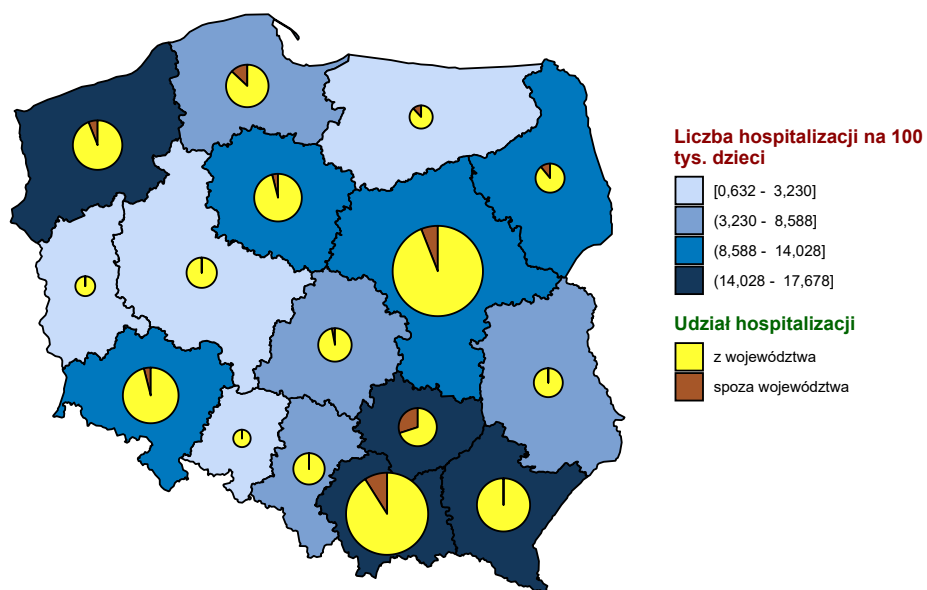 Liczba hospitalizacji na 100
tys. dzieci
[0,632 - 3,230]
(3,230 - 8,588]
(8,588 - 14,028]
(14,028 - 17,678]
Udział hospitalizacji
z województwa
spoza województwa